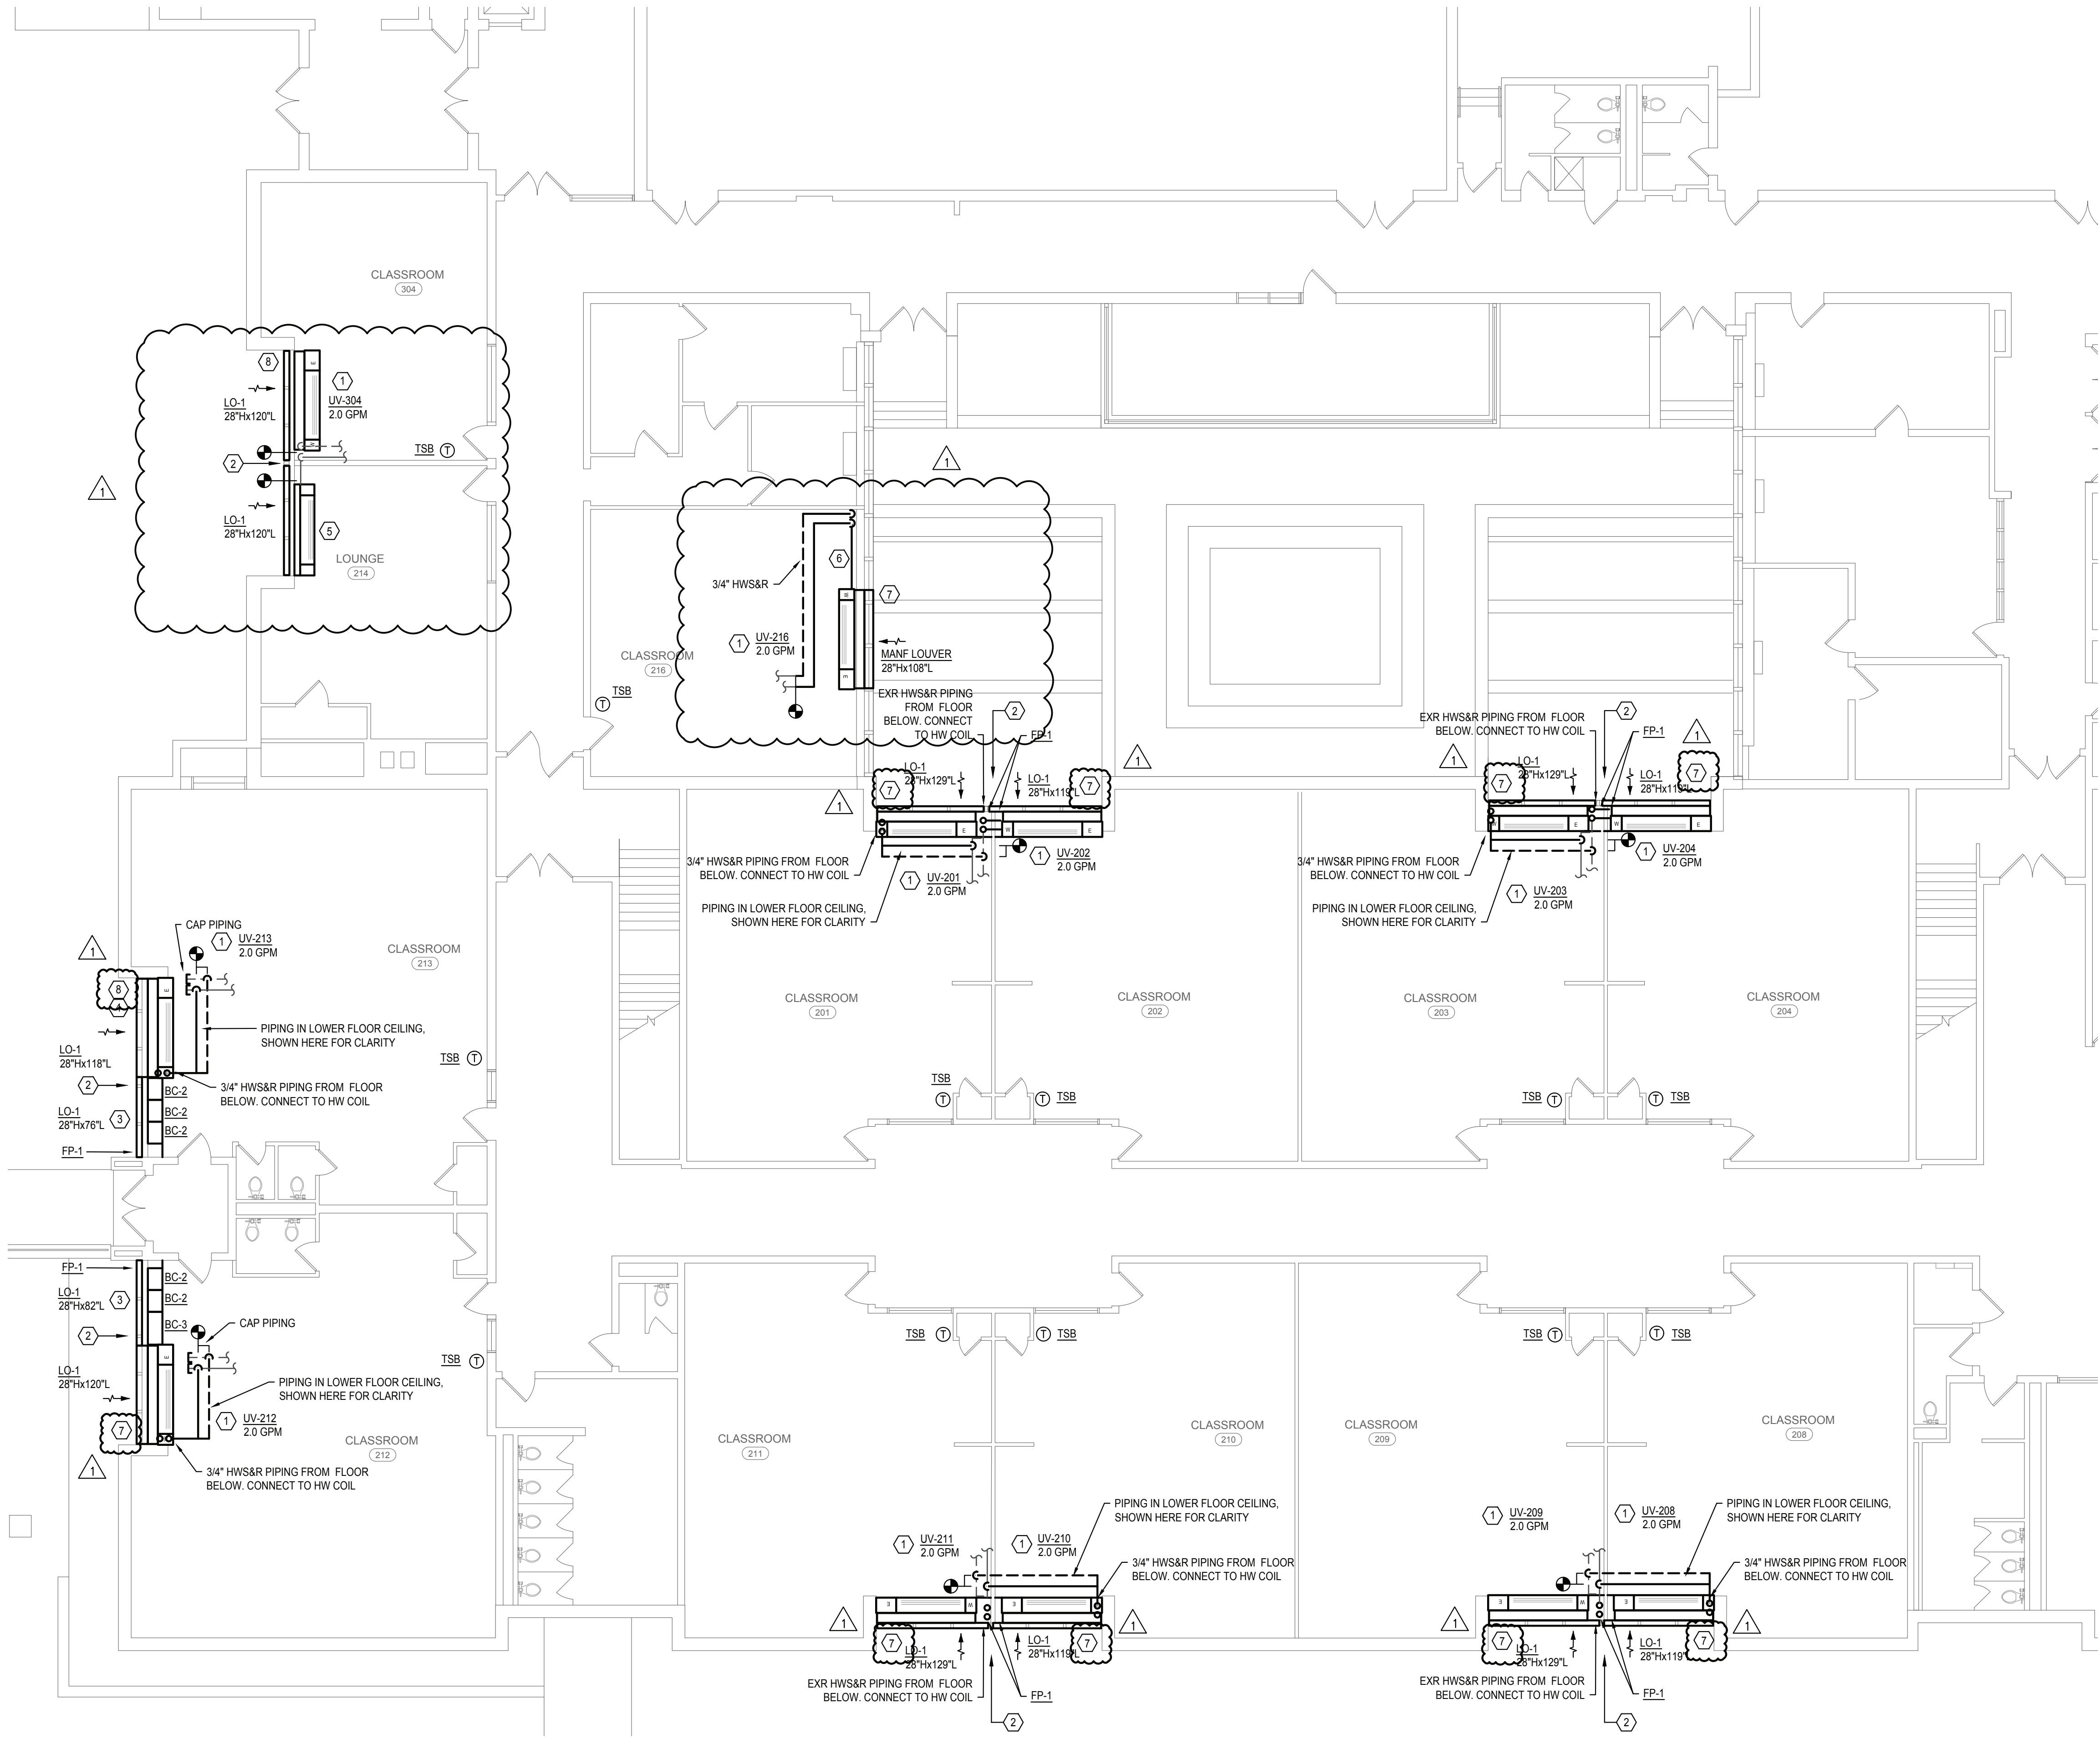 CLASSROOM
304
8
1
UV-304
2.0 GPM
LO-1
28"Hx120"L
E
W
TSB T
2
1
LO-1
28"Hx120"L
5
LOUNGE
214
1
3/4" HWS&R
6
7
1
UV-216
2.0 GPM
MANF LOUVER
28"Hx108"L
W
E
CLASSROOM
216
TSB
T
EXR HWS&R PIPING
FROM FLOOR
BELOW. CONNECT
TO HW COIL
2
FP-1
1
LO-1
28"Hx129"L
LO-1
28"Hx119"L
7
7
1
E
W
E
3/4" HWS&R PIPING FROM FLOOR
BELOW. CONNECT TO HW COIL
1
UV-201
2.0 GPM
1
UV-202
2.0 GPM
PIPING IN LOWER FLOOR CEILING,
SHOWN HERE FOR CLARITY
EXR HWS&R PIPING FROM FLOOR
BELOW. CONNECT TO HW COIL
2
FP-1
1
1
7
LO-1
28"Hx129"L
LO-1
28"Hx119"L
7
W
E
W
E
3/4" HWS&R PIPING FROM FLOOR
BELOW. CONNECT TO HW COIL
1
UV-203
2.0 GPM
1
UV-204
2.0 GPM
PIPING IN LOWER FLOOR CEILING,
SHOWN HERE FOR CLARITY
CAP PIPING
1
UV-213
2.0 GPM
CLASSROOM
213
1
8
E
PIPING IN LOWER FLOOR CEILING,
SHOWN HERE FOR CLARITY
LO-1
28"Hx118"L
TSB T
2
3/4" HWS&R PIPING FROM FLOOR
BELOW. CONNECT TO HW COIL
BC-2
BC-2
BC-2
LO-1
28"Hx76"L
3
FP-1
CLASSROOM
201
CLASSROOM
202
CLASSROOM
203
CLASSROOM
204
TSB
T
T TSB
TSB T
T TSB
FP-1
BC-2
LO-1
28"Hx82"L
3
BC-2
BC-3
2
CAP PIPING
E
LO-1
28"Hx120"L
TSB T
PIPING IN LOWER FLOOR CEILING,
SHOWN HERE FOR CLARITY
1
UV-212
2.0 GPM
7
1
CLASSROOM
212
3/4" HWS&R PIPING FROM FLOOR
BELOW. CONNECT TO HW COIL
TSB T
T TSB
TSB T
T TSB
CLASSROOM
211
CLASSROOM
210
CLASSROOM
209
CLASSROOM
208
1
UV-211
2.0 GPM
1
UV-210
2.0 GPM
PIPING IN LOWER FLOOR CEILING,
SHOWN HERE FOR CLARITY
3/4" HWS&R PIPING FROM FLOOR
BELOW. CONNECT TO HW COIL
E
W
E
1
7
LO-1
28"Hx129"L
LO-1
28"Hx119"L
7
1
EXR HWS&R PIPING FROM FLOOR
BELOW. CONNECT TO HW COIL
FP-1
2
1
UV-209
2.0 GPM
1
UV-208
2.0 GPM
PIPING IN LOWER FLOOR CEILING,
SHOWN HERE FOR CLARITY
3/4" HWS&R PIPING FROM FLOOR
BELOW. CONNECT TO HW COIL
E
W
E
1
7
LO-1
28"Hx129"L
LO-1
28"Hx119"
7
1
EXR HWS&R PIPING FROM FLOOR
BELOW. CONNECT TO HW COIL
FP-1
2